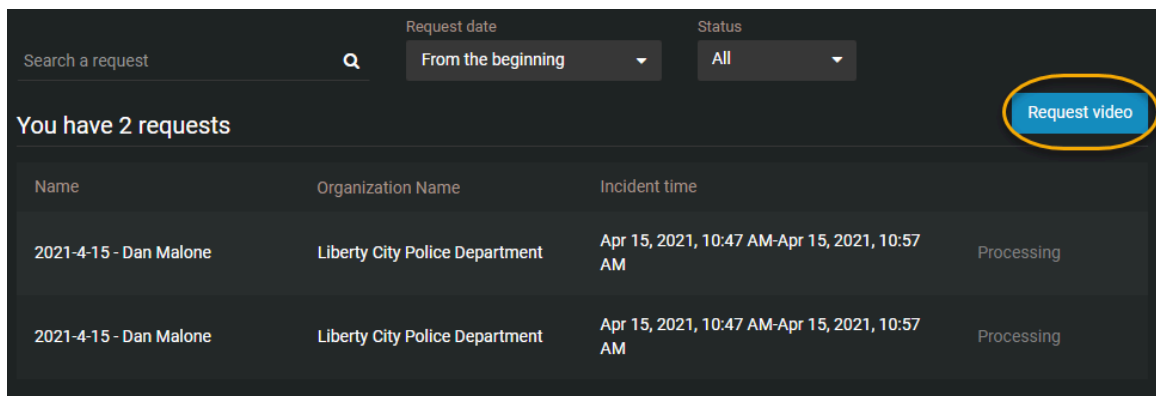 Request date
Status
Search a request
From the beginning
All
You have 2 requests
Request video
Name
Organization Name
Incident time
2021-4-15 - Dan Malone
Liberty City Police Department
Apr 15, 2021, 10:47 AM-Apr 15, 2021, 10:57
AM
Processing
2021-4-15 - Dan Malone
Liberty City Police Department
Apr 15, 2021, 10:47 AM-Apr 15, 2021, 10:57
AM
Processing